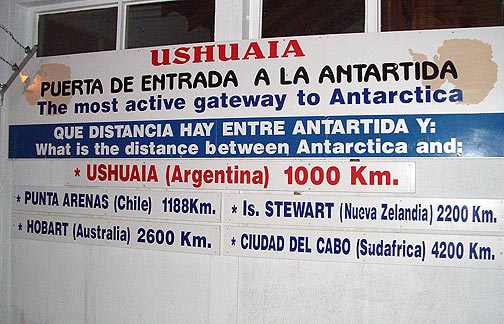 USHUAIA
PUERTA DE ENTRADA A LA ANTARTIDA
The most active gateway to Antarctica
QUE DISTANCIA HAY ENTRE ANTARTIDA Y:
What is the distance between Antarctica and;
* USHUAIA (Argentina) 1000 Km.
* PUNTA ARENAS (Chile) 1188Km.
* Is. STEWART (Nueva Zelandia) 2200 Km.
* HOBART (Australia) 2600 Km.
* CIUDAD DEL CABO (Sudafrica) 4200 Km.